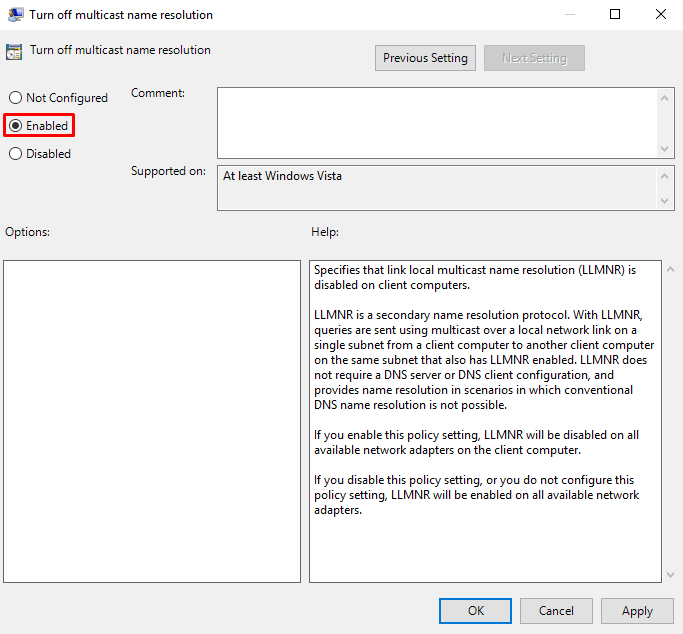 Turn off multicast name resolution
Turn off multicast name resolution
Previous Setting
Next Setting
Not Configured
Comment:
Enabled
Disabled
Supported on:
At least Windows Vista
Options:
Help:
Specifies that link local multicast name resolution (LLMNR) is
disabled on client computers.
LLMNR is a secondary name resolution protocol. With LLMNR,
queries are sent using multicast over a local network link on a
single subnet from a client computer to another client computer
on the same subnet that also has LLMNR enabled. LLMNR does
not require a DNS server or DNS client configuration, and
provides name resolution in scenarios in which conventional
DNS name resolution is not possible.
If you enable this policy setting, LLMNR will be disabled on all
available network adapters on the client computer.
If you disable this policy setting, or you do not configure this
policy setting, LLMNR will be enabled on all available network
adapters.
OK
Cancel
Apply